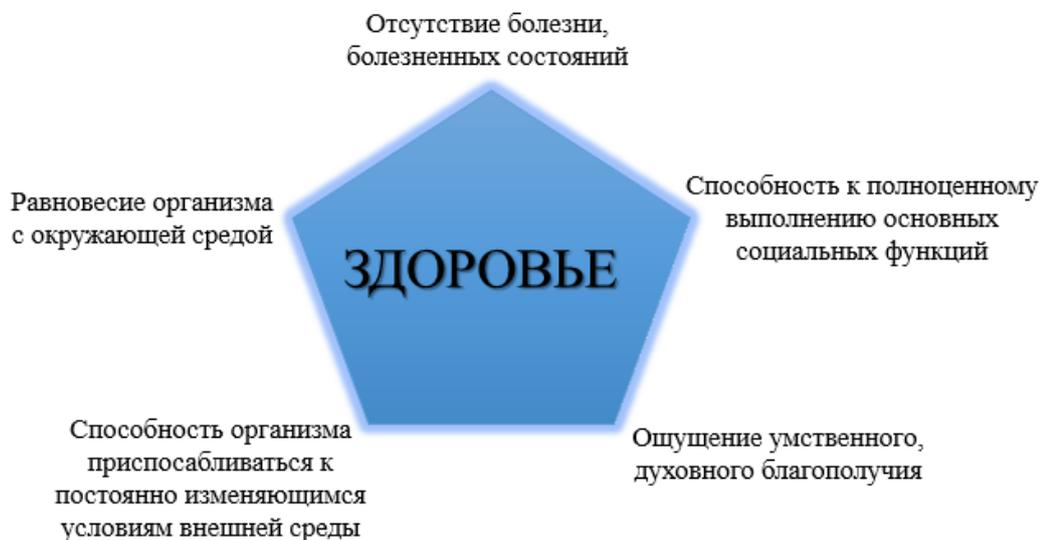 Отсутствие болезни,
болезненных состояний
Способность к полноценному
выполнению основных
социальных функций
Равновесие организма
с окружающей средой
ЗДОРОВЬЕ
Способность организма
приспосабливаться к
постоянно изменяющимся
условиям внешней среды
Ощущение умственного,
духовного благополучия